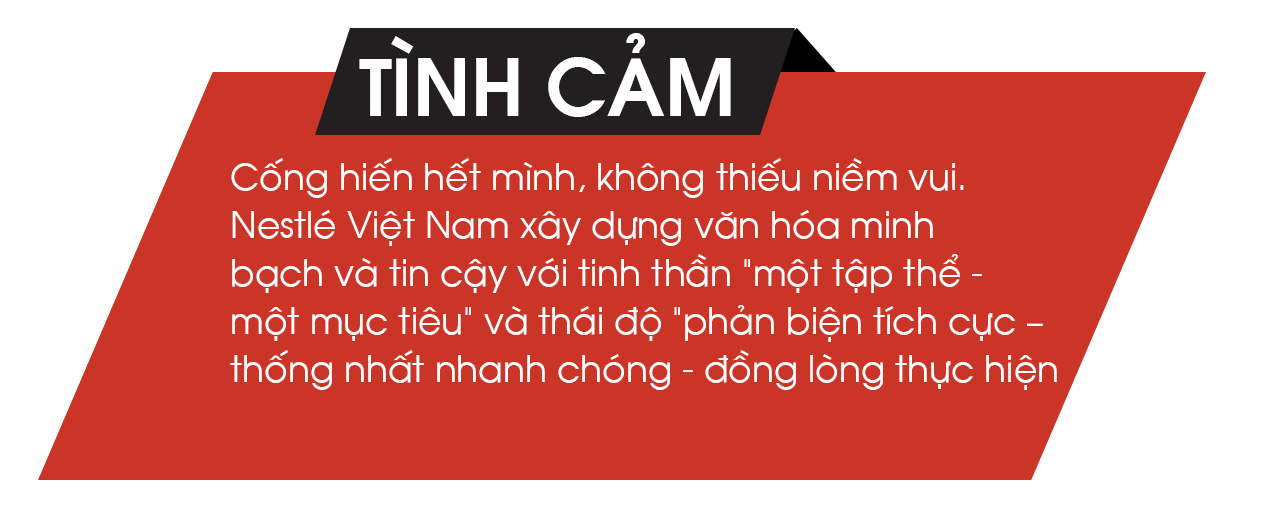 TÌNH CẢM
Cống hiến hết mình, không thiếu niềm vui.
Nestlé Việt Nam xây dựng văn hóa minh
bạch và tin cậy với tinh thần "một tập thể -
một mục tiêu" và thái độ "phản biện tích cực –
thống nhất nhanh chóng - đồng lòng thực hiện